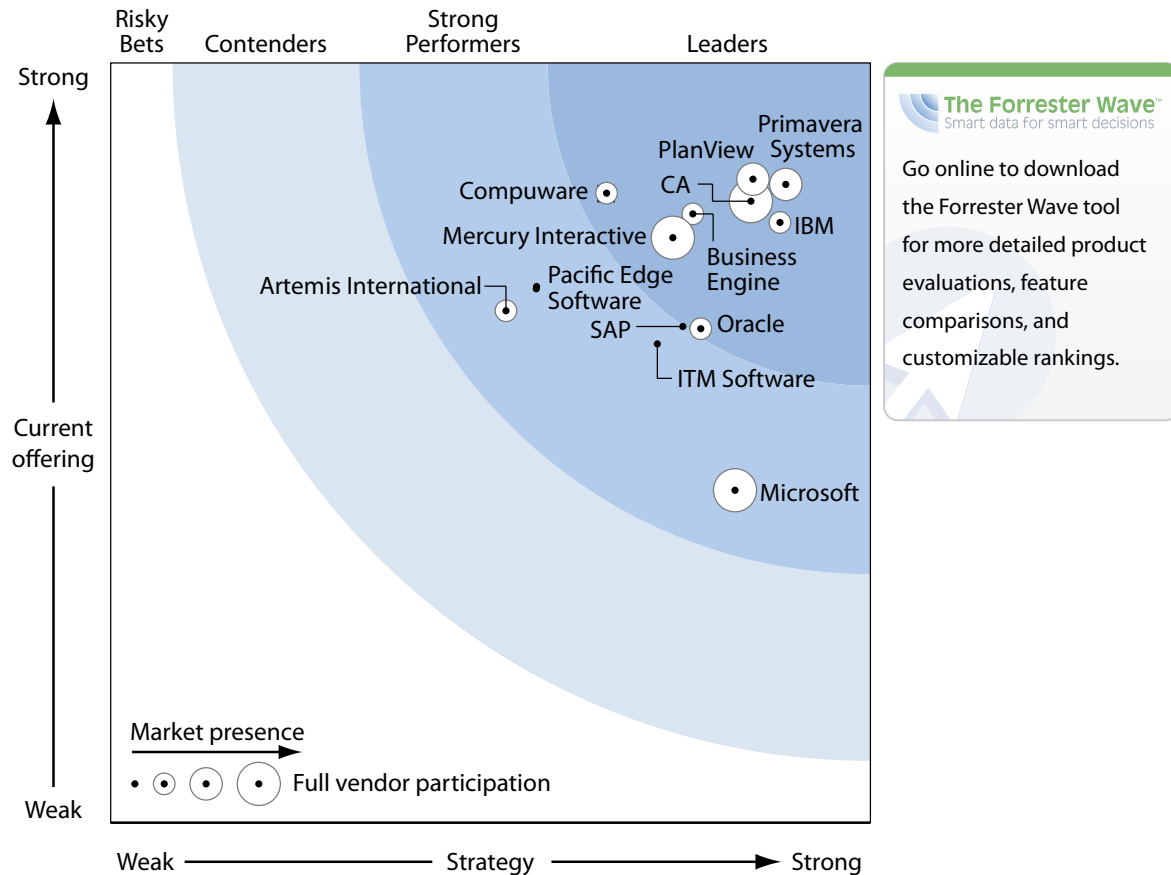 Risky
Bets
Contenders
Strong
Performers
Leaders
Strong
Current
offering
Weak
The Forrester Wave™
Smart data for smart decisions
Go online to download
the Forrester Wave tool
for more detailed product
evaluations, feature
comparisons, and
customizable rankings.
Primavera
Systems
PlanView
CA
Compuware
IBM
Mercury Interactive
Business
Engine
Pacific Edge
Software
Artemis International
SAP
Oracle
ITM Software
Microsoft
Market presence
Full vendor participation
Weak
Strategy
Strong